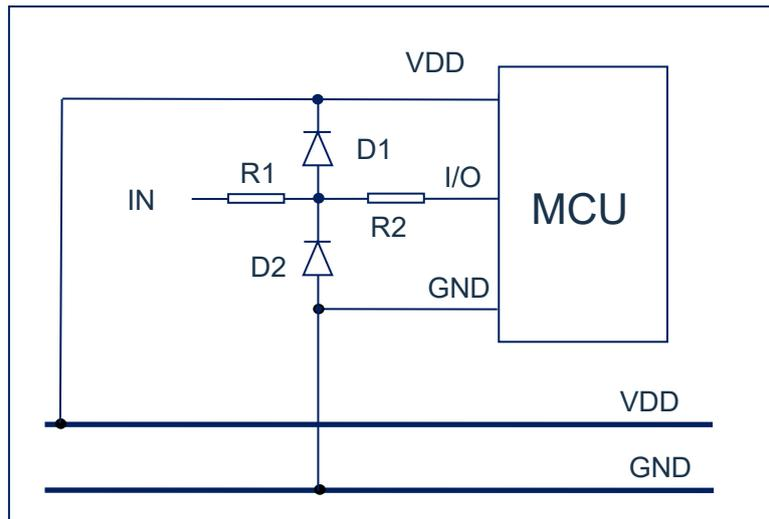 VDD
D1
R1
I/O
IN
MCU
R2
D2
GND
VDD
GND